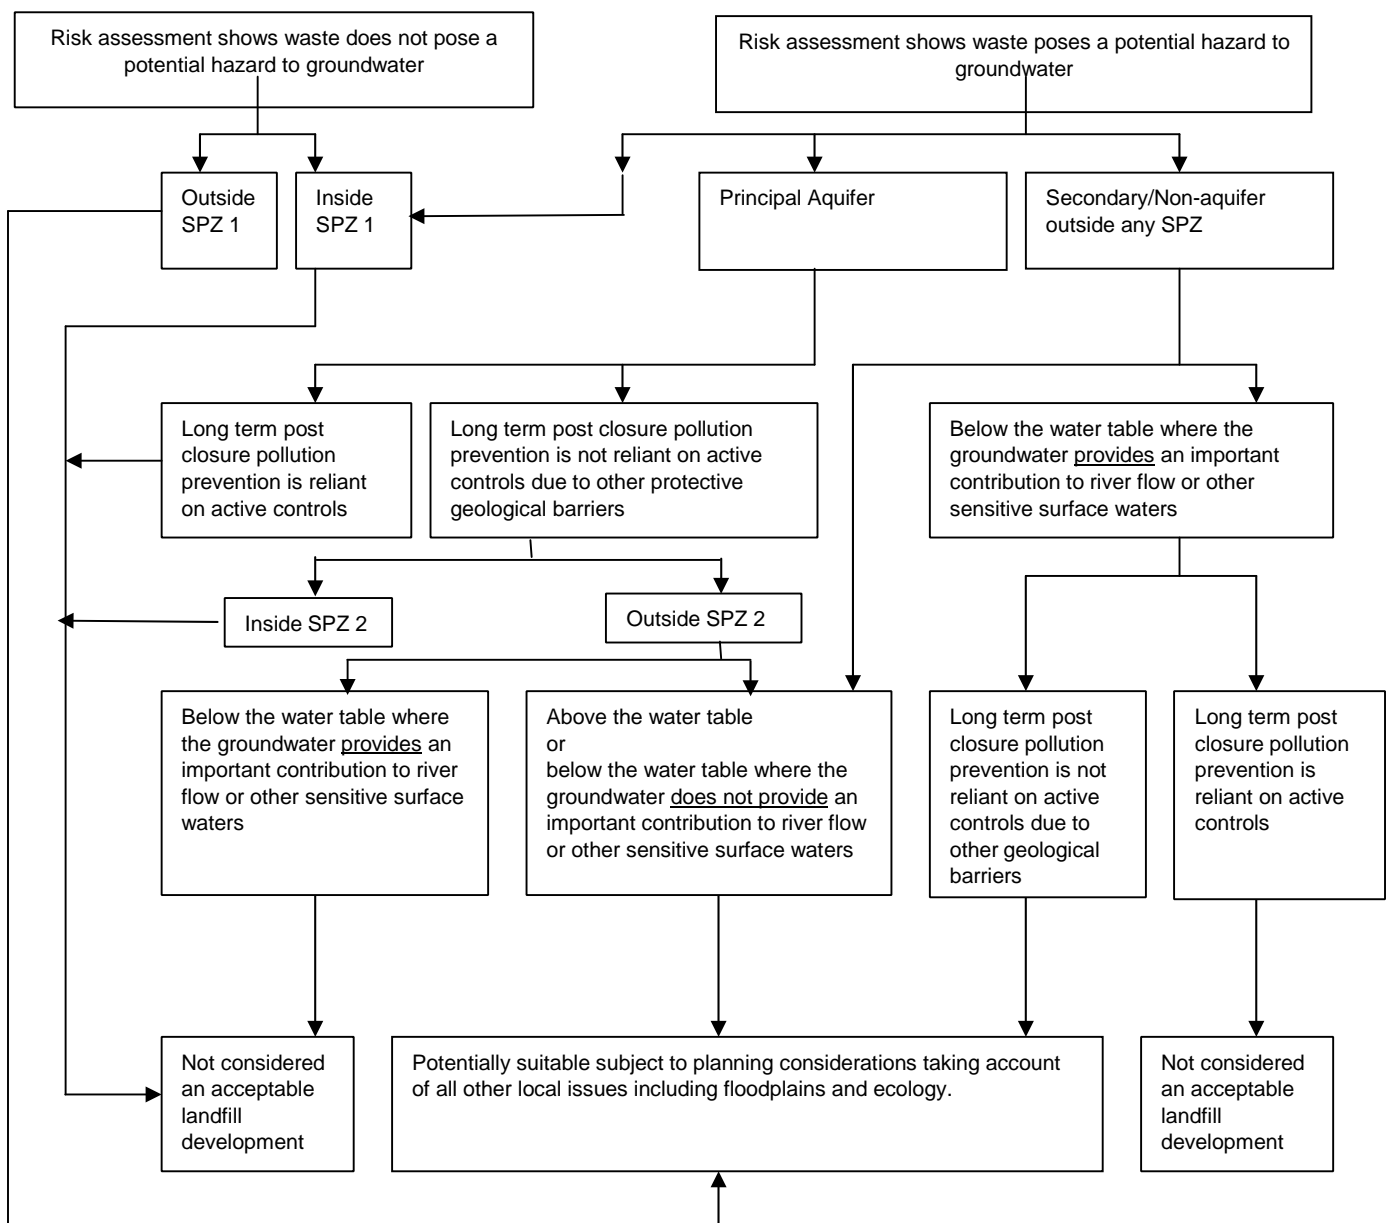 Risk assessment shows waste does not pose a
potential hazard to groundwater
Risk assessment shows waste poses a potential hazard to
groundwater
Outside
SPZ 1
Inside
SPZ 1
Principal Aquifer
Secondary/Non-aquifer
outside any SPZ
Long term post
closure pollution
prevention is reliant
on active controls
Long term post closure pollution
prevention is not reliant on active
controls due to other protective
geological barriers
Below the water table where the
groundwater provides an important
contribution to river flow or other
sensitive surface waters
Inside SPZ 2
Outside SPZ 2
Below the water table where
the groundwater provides an
important contribution to river
flow or other sensitive surface
waters
Above the water table
or
below the water table where the
groundwater does not provide an
important contribution to river flow
or other sensitive surface waters
Long term post
closure pollution
prevention is not
reliant on active
controls due to
other geological
barriers
Long term post
closure pollution
prevention is
reliant on active
controls
Not considered
an acceptable
landfill
development
Potentially suitable subject to planning considerations taking account
of all other local issues including floodplains and ecology.
Not considered
an acceptable
landfill
development